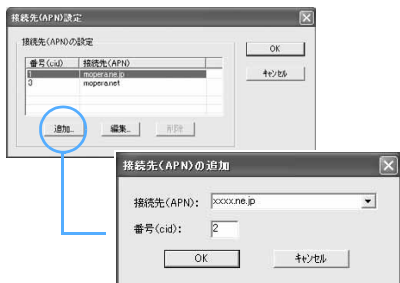 接続先(APN)設定
接続先(APN)の設定
番号(cid) 接続先(APN)
1 mopera.ne.jp
3 mopera.net
追加... 編集... 削除
OK
キャンセル
接続先(APN)の追加
接続先(APN): xxxx.ne.jp
番号(cid): 2
OK キャンセル